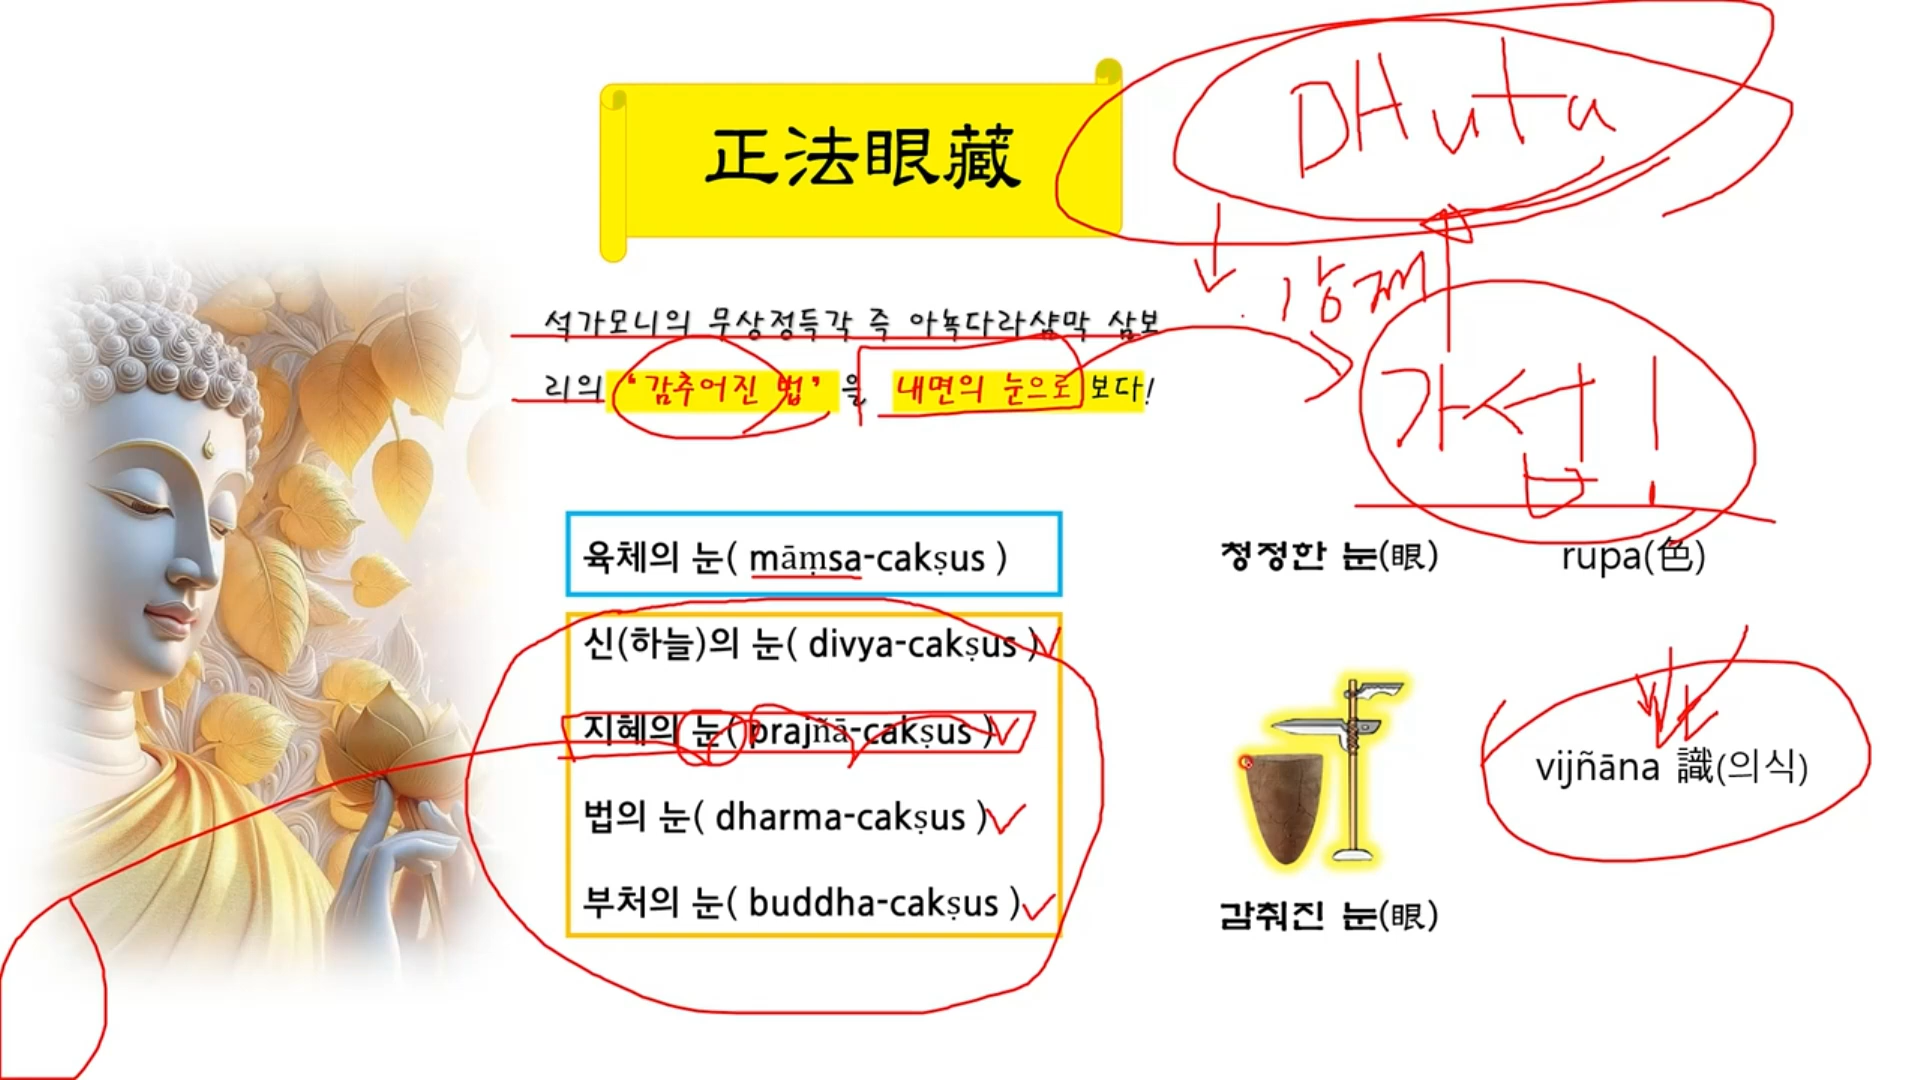 正法眼藏
DHuta
석가모니의 무상정득각 즉 아뇩다라샴막 삼보
리의 “감추어진 법” 을 내면의 눈으로 보다!
가섭!
육체의 눈( māṃsa-cakṣus )
청정한 눈(眼) rupa(色)
신(하늘)의 눈( divya-cakṣus )
지혜의 눈( prajñā-cakṣus )
vijñāna 識(의식)
법의 눈( dharma-cakṣus )
부처의 눈( buddha-cakṣus )
감춰진 눈(眼)